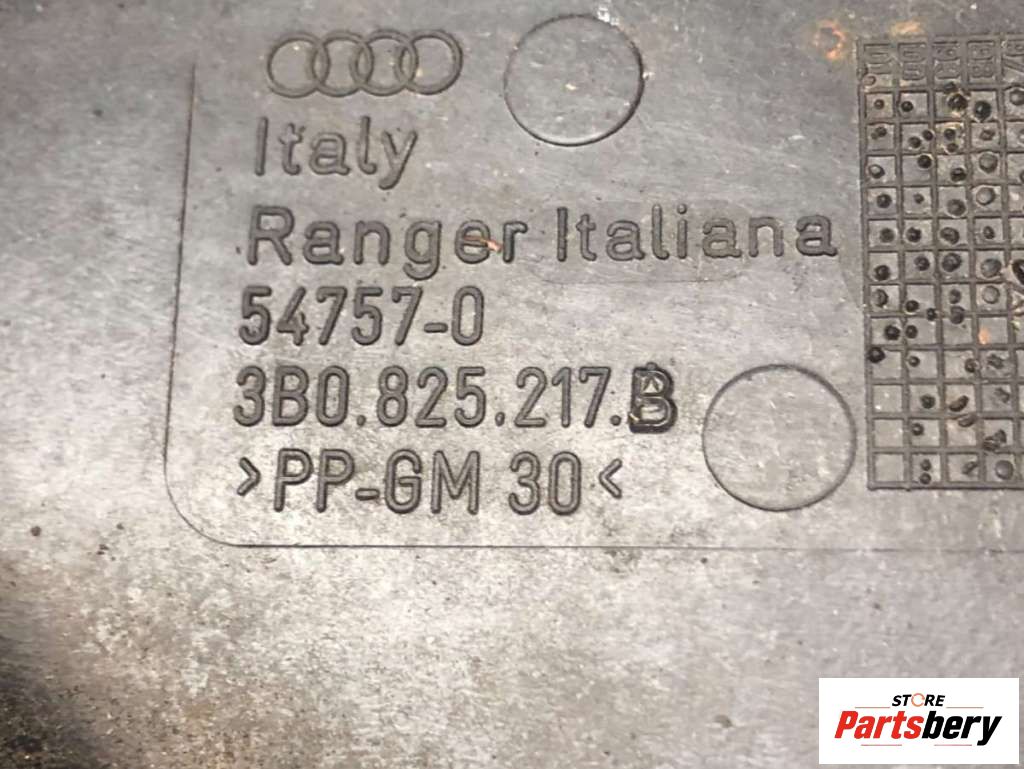 Italy
Ranger Italiana
54757-0
3B0.825.217.B
>PP-GM 30<
STORE
Partsbery